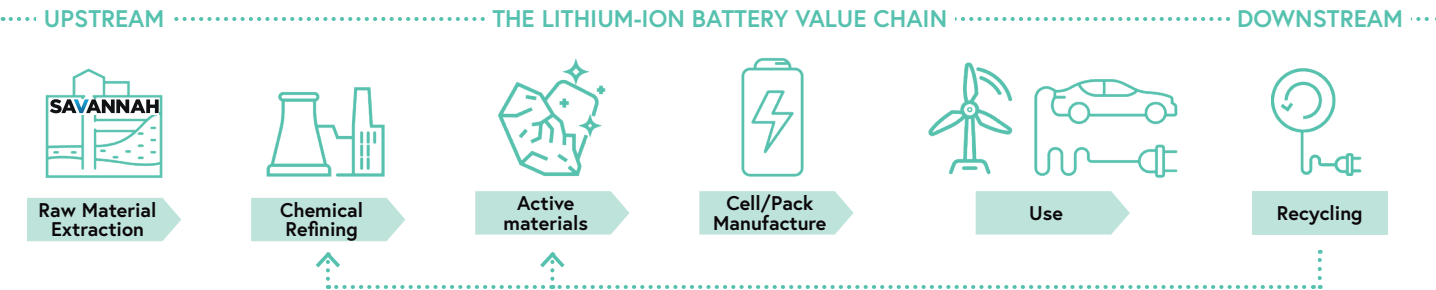 UPSTREAM
THE LITHIUM-ION BATTERY VALUE CHAIN
DOWNSTREAM
SAVANNAH
Raw Material
Extraction
Chemical
Refining
Active
materials
Cell/Pack
Manufacture
Use
Recycling